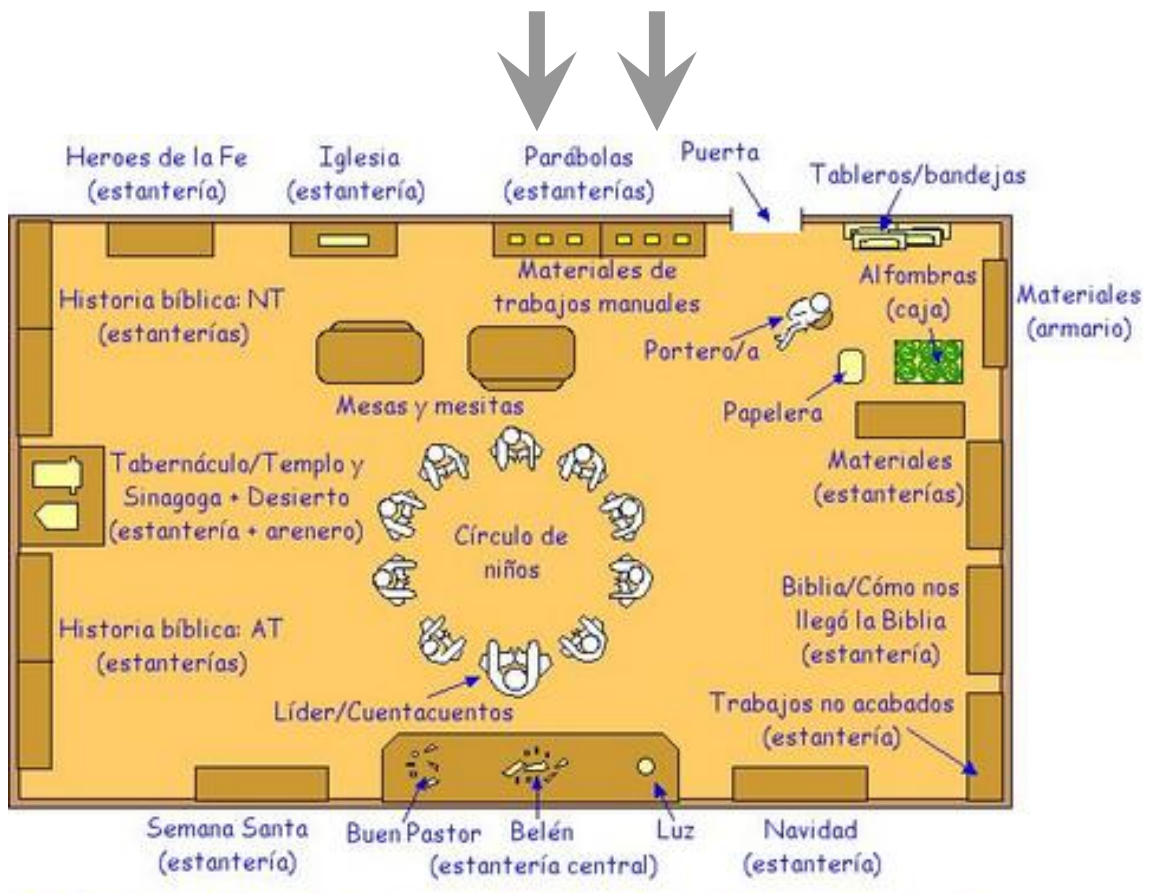 Heroes de la Fe
(estantería)
Iglesia
(estantería)
Parábolas
(estanterías)
Puerta
Tableros/bandejas
Historia bíblica: NT
(estanterías)
Materiales de
trabajos manuales
Alfombras
(caja)
Materiales
(armario)
Portero/a
Mesas y mesitas
Papelera
Tabernáculo/Templo y
Sinagoga + Desierto
(estantería + arenero)
Materiales
(estanterías)
Círculo de
niños
Biblia/Cómo nos
llegó la Biblia
(estantería)
Historia bíblica: AT
(estanterías)
Líder/Cuentacuentos
Trabajos no acabados
(estantería)
Semana Santa
(estantería)
Buen Pastor
Belén
Luz
(estantería central)
Navidad
(estantería)